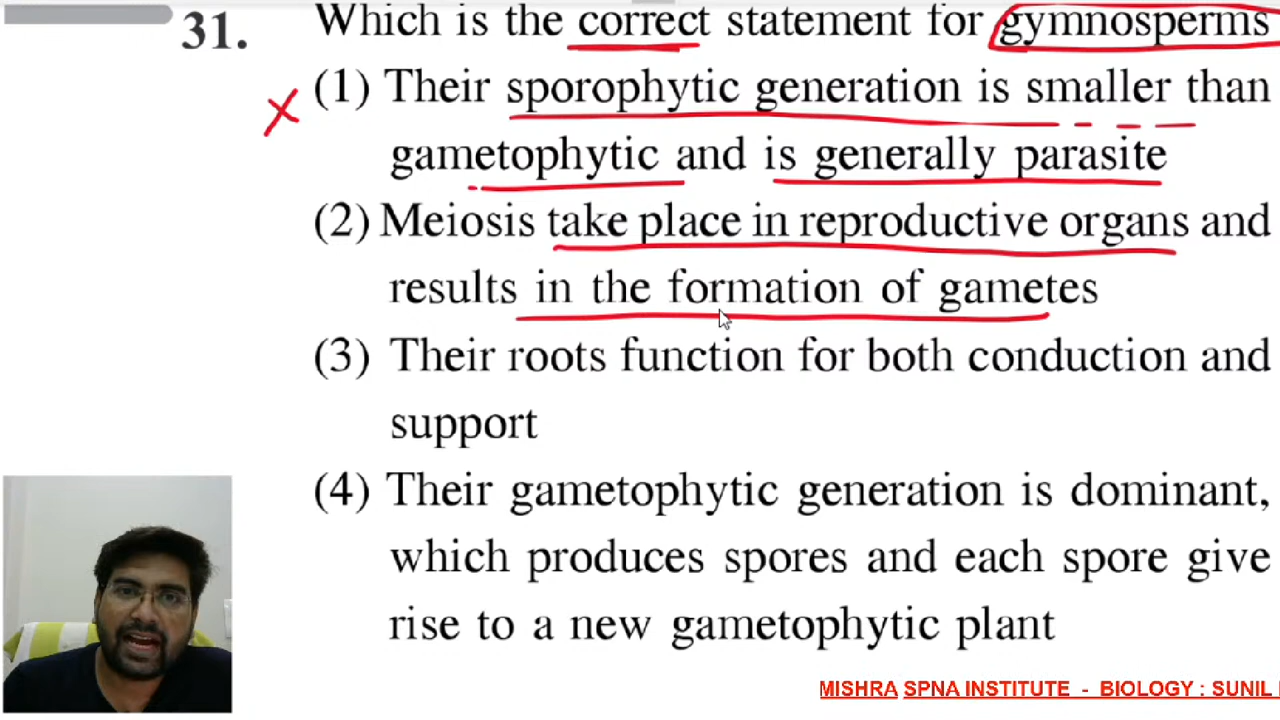 31. Which is the correct statement for gymnosperms
(1) Their sporophytic generation is smaller than
gametophytic and is generally parasite
(2) Meiosis take place in reproductive organs and
results in the formation of gametes
(3) Their roots function for both conduction and
support
(4) Their gametophytic generation is dominant,
which produces spores and each spore give
rise to a new gametophytic plant
MISHRA SPNA INSTITUTE - BIOLOGY : SUNIL